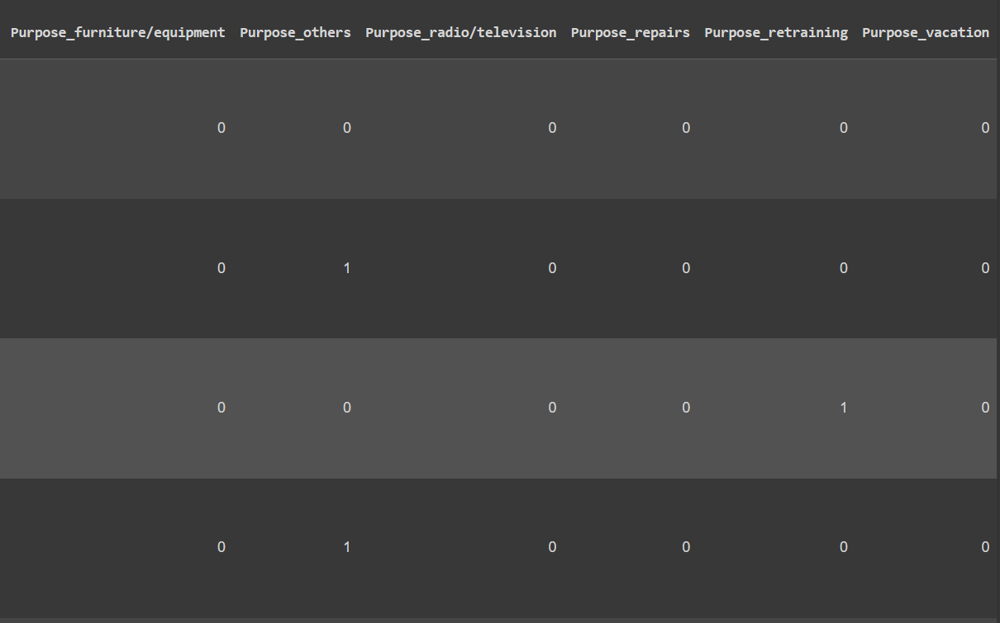 Purpose_furniture/equipment Purpose_others Purpose_radio/television Purpose_repairs Purpose_retraining Purpose_vacation
0 0 0 0 0 0
0 1 0 0 0 0
0 0 0 0 1 0
0 1 0 0 0 0